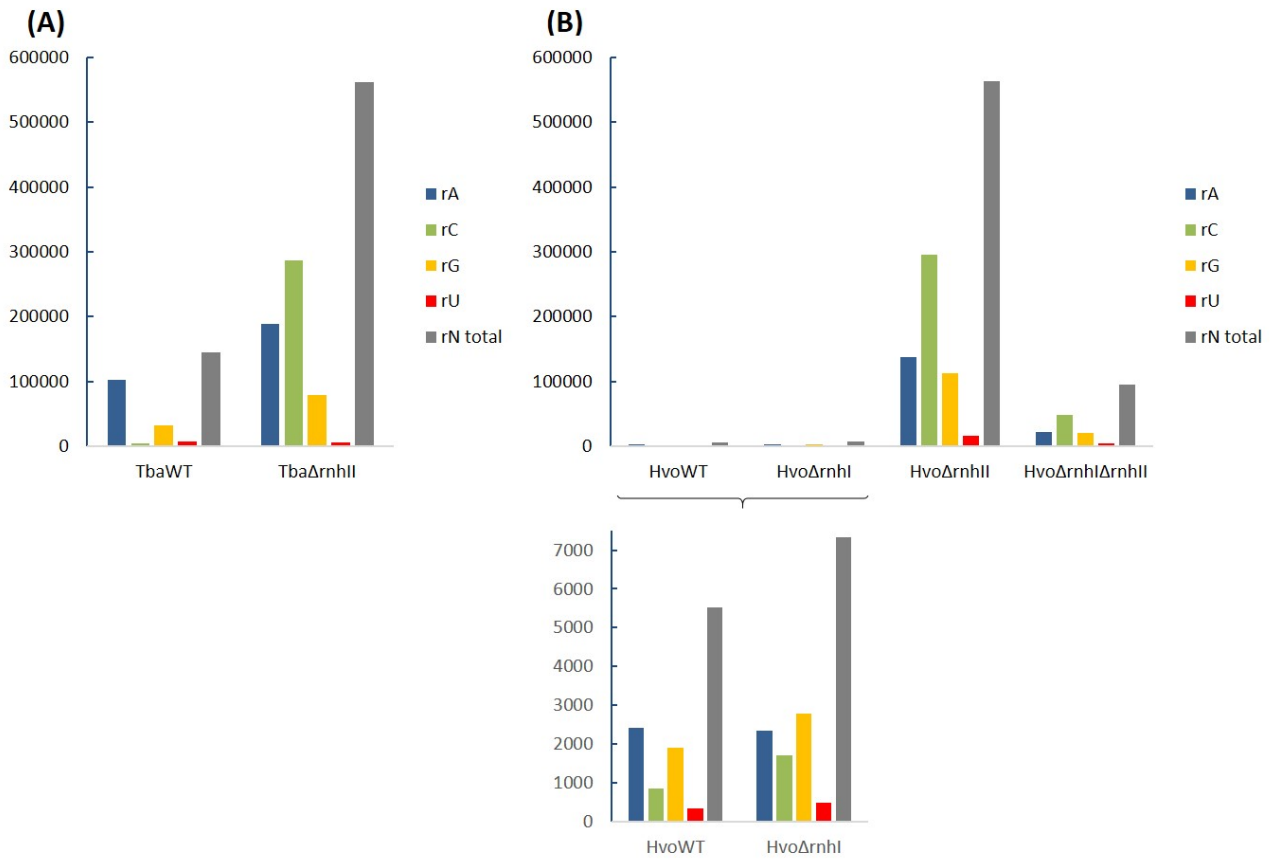 (A)
600000
500000
400000
300000
200000
100000
0
TbaWT TbaΔrnhII
rA
rC
rG
rU
rN total
(B)
600000
500000
400000
300000
200000
100000
0
HvoWT HvoΔrnhI HvoΔrnhII HvoΔrnhIΔrnhII
rA
rC
rG
rU
rN total
7000
6000
5000
4000
3000
2000
1000
0
HvoWT HvoΔrnhI